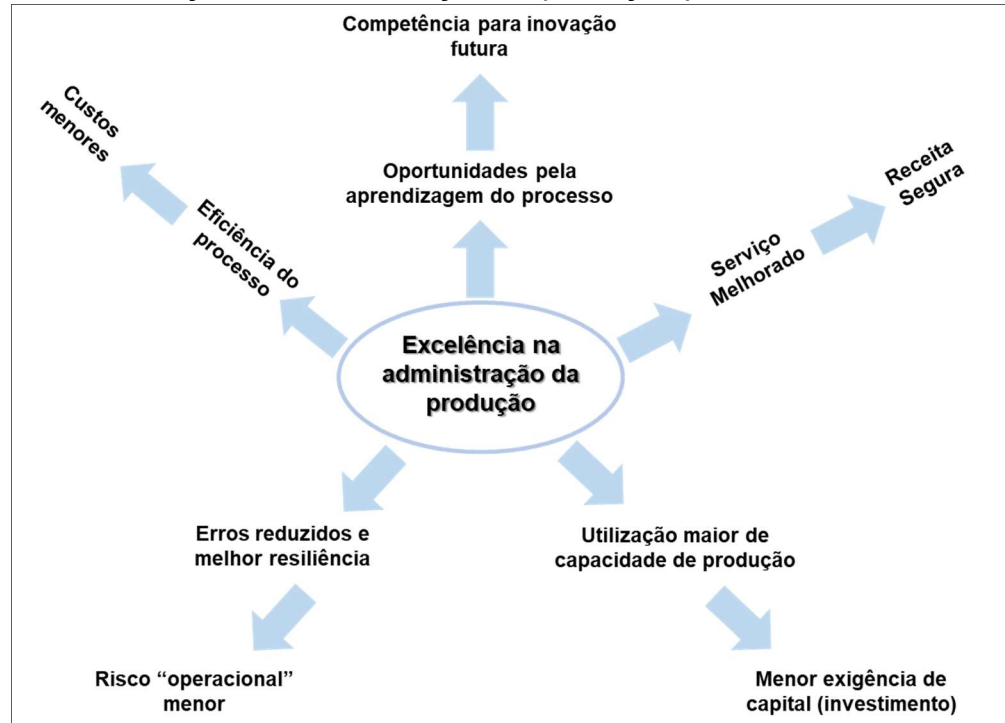 Competência para inovação
futura
Custos
menores
Oportunidades pela
aprendizagem do processo
Receita
Segura
Eficiência do
processo
Serviço
Melhorado
Excelência na
administração da
produção
Erros reduzidos e
melhor resiliência
Utilização maior de
capacidade de produção
Risco “operacional”
menor
Menor exigência de
capital (investimento)